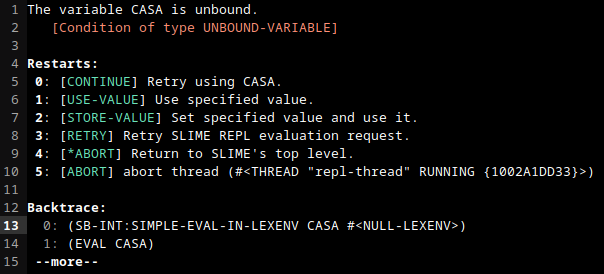 1 The variable CASA is unbound.
2    [Condition of type UNBOUND-VARIABLE]
3
4 Restarts:
5  0: [CONTINUE] Retry using CASA.
6  1: [USE-VALUE] Use specified value.
7  2: [STORE-VALUE] Set specified value and use it.
8  3: [RETRY] Retry SLIME REPL evaluation request.
9  4: [*ABORT] Return to SLIME's top level.
10  5: [ABORT] abort thread (#<THREAD "repl-thread" RUNNING {1002A1DD33}>)
11
12 Backtrace:
13   0: (SB-INT:SIMPLE-EVAL-IN-LEXENV CASA #<NULL-LEXENV>)
14   1: (EVAL CASA)
15  --more--